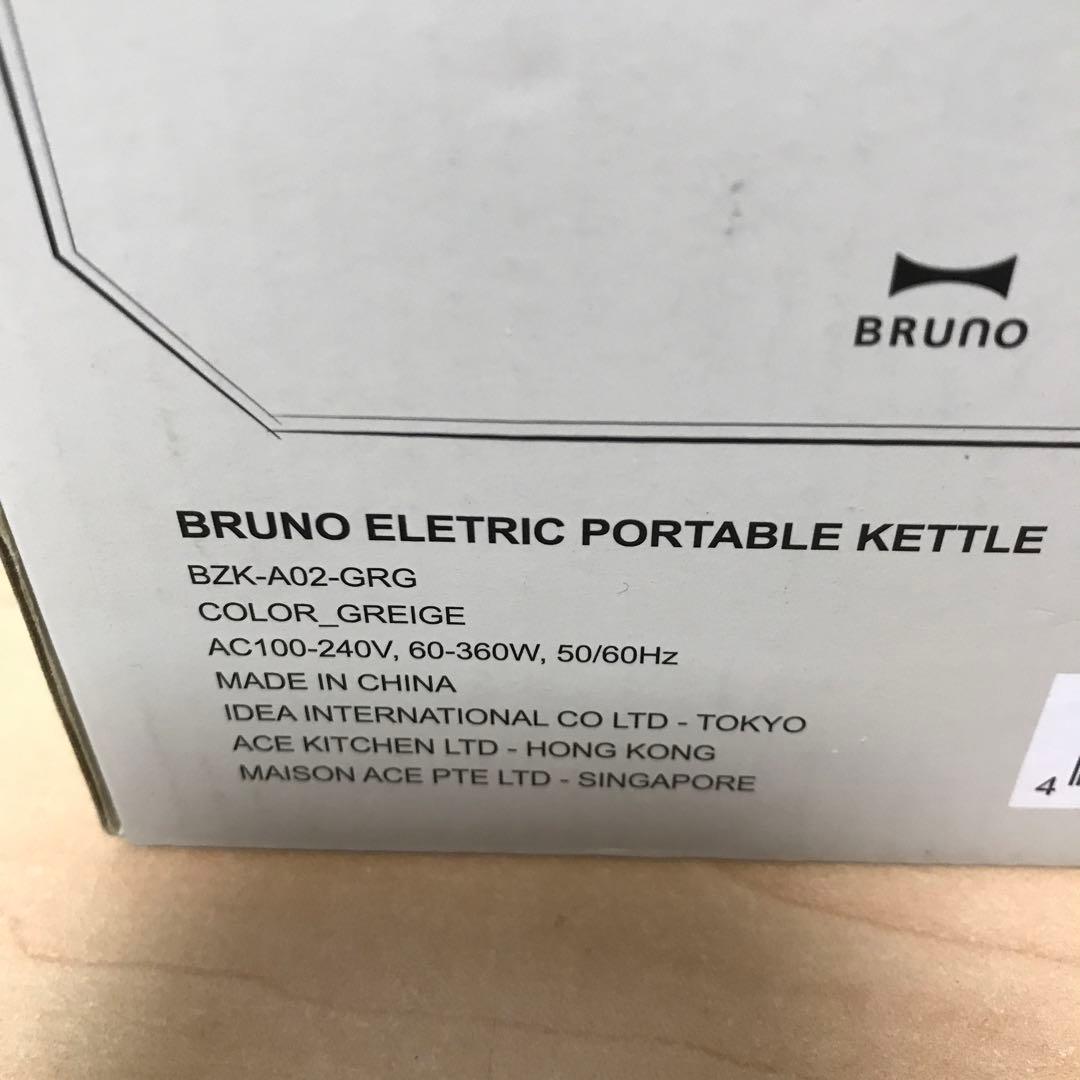 BRUNO
BRUNO ELETRIC PORTABLE KETTLE
BZK-A02-GRG
COLOR_GREIGE
AC100-240V, 60-360W, 50/60Hz
MADE IN CHINA
IDEA INTERNATIONAL CO LTD - TOKYO
ACE KITCHEN LTD - HONG KONG
MAISON ACE PTE LTD - SINGAPORE
4